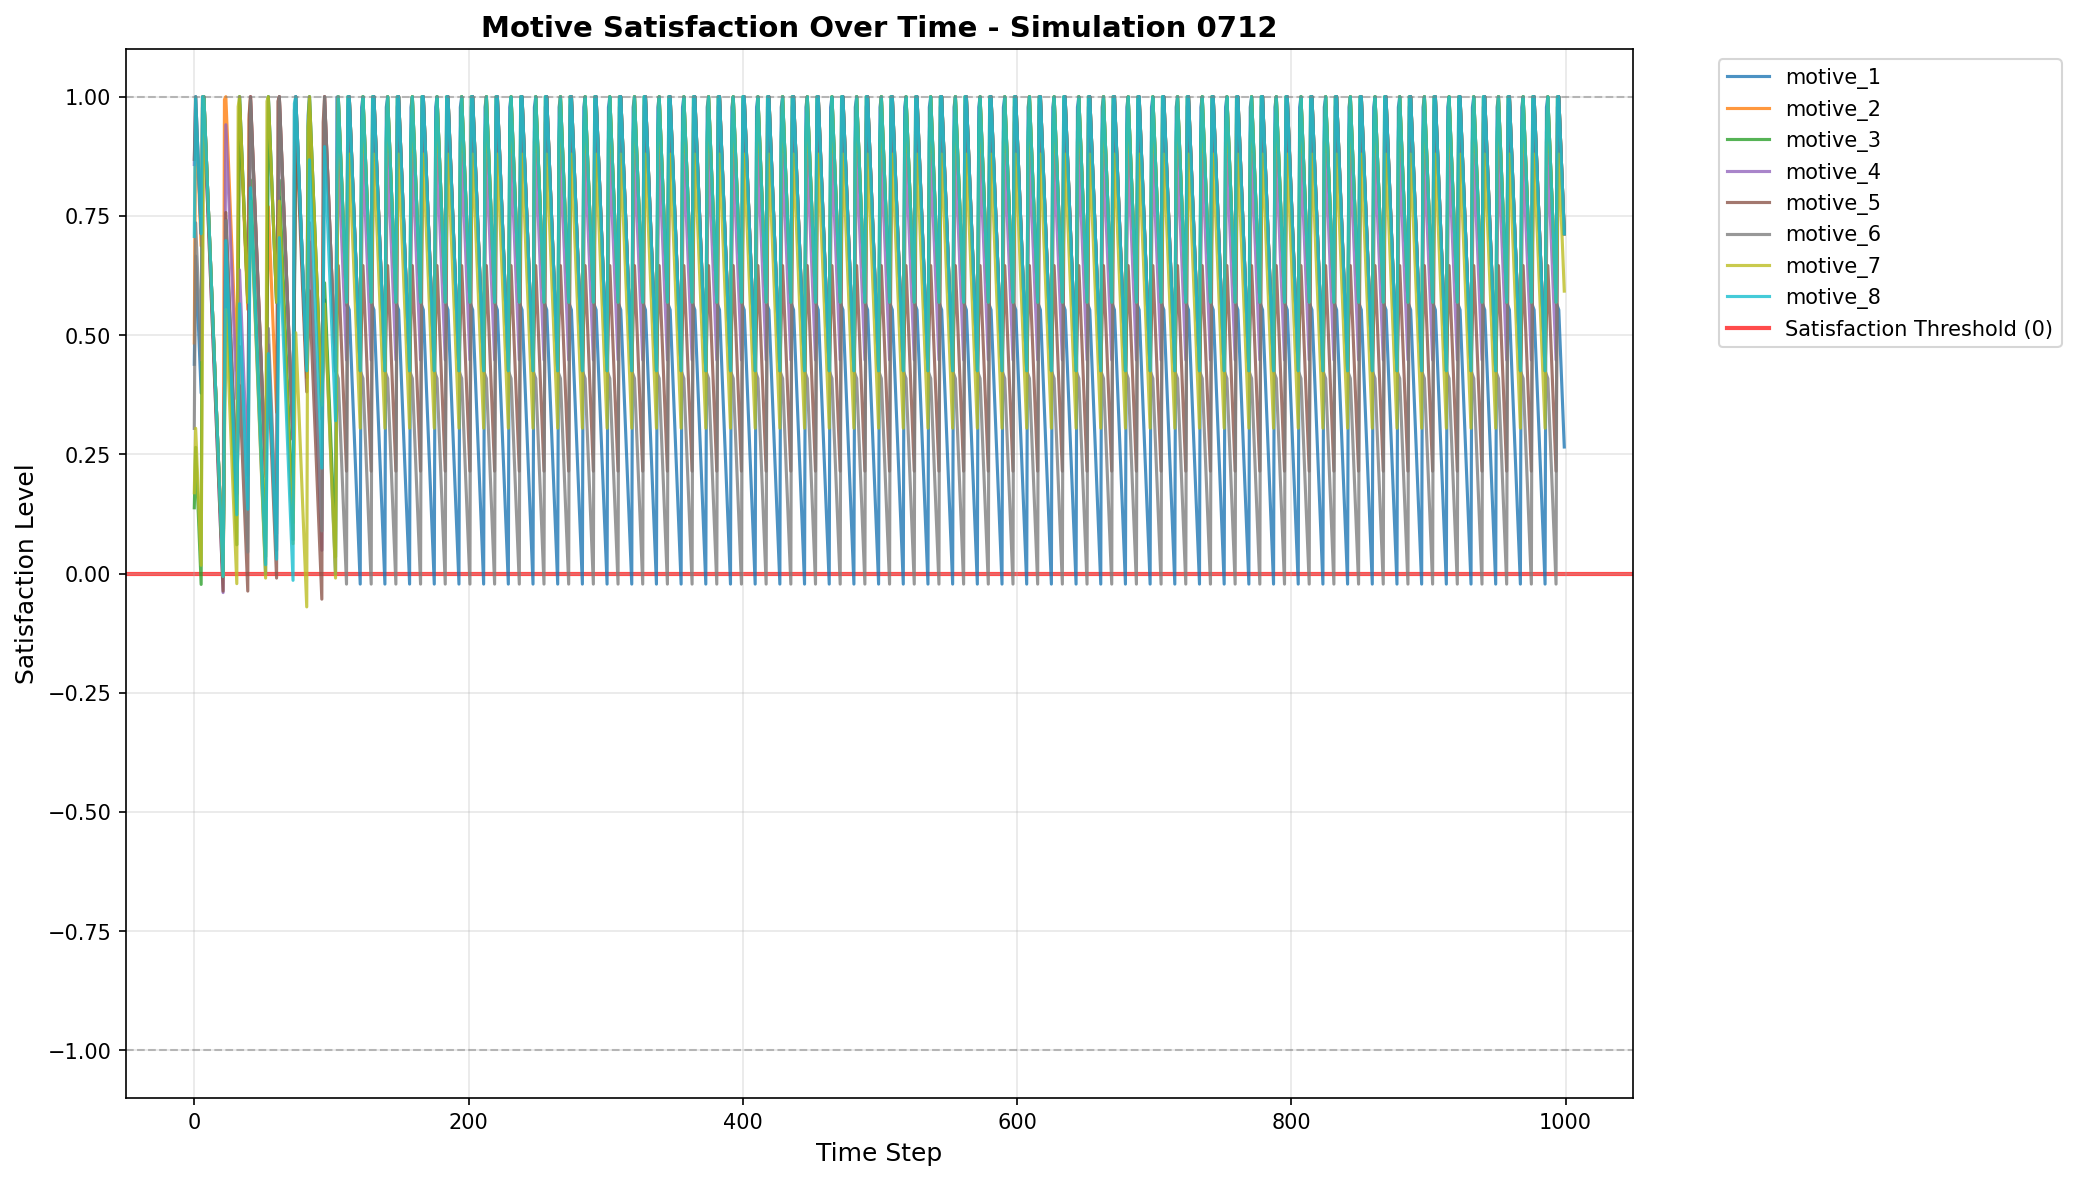 Motive Satisfaction Over Time - Simulation 0712
Satisfaction Level
1.00
0.75
0.50
0.25
0.00
−0.25
−0.50
−0.75
−1.00
0
200
400
600
800
1000
Time Step
motive_1
motive_2
motive_3
motive_4
motive_5
motive_6
motive_7
motive_8
Satisfaction Threshold (0)